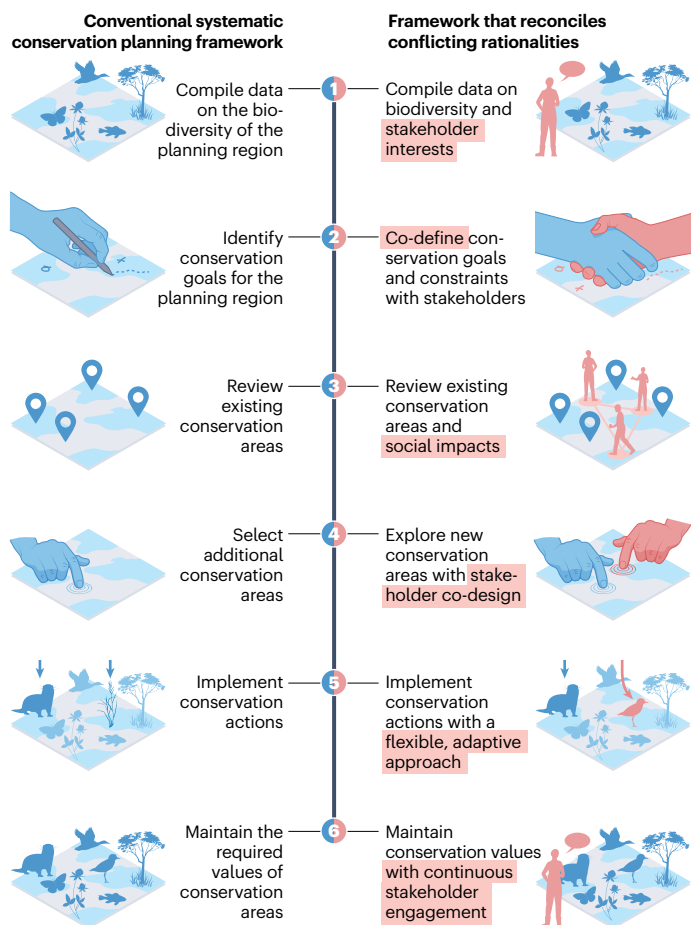 Conventional systematic
conservation planning framework
Framework that reconciles
conflicting rationalities
1
Compile data
on the bio-
diversity of the
planning region
Compile data on
biodiversity and
stakeholder
interests
2
Identify
conservation
goals for the
planning region
Co-define con-
servation goals
and constraints
with stakeholders
3
Review
existing
conservation
areas
Review existing
conservation
areas and
social impacts
4
Select
additional
conservation
areas
Explore new
conservation
areas with stake-
holder co-design
5
Implement
conservation
actions
Implement
conservation
actions with a
flexible, adaptive
approach
6
Maintain the
required
values of
conservation
areas
Maintain
conservation values
with continuous
stakeholder
engagement